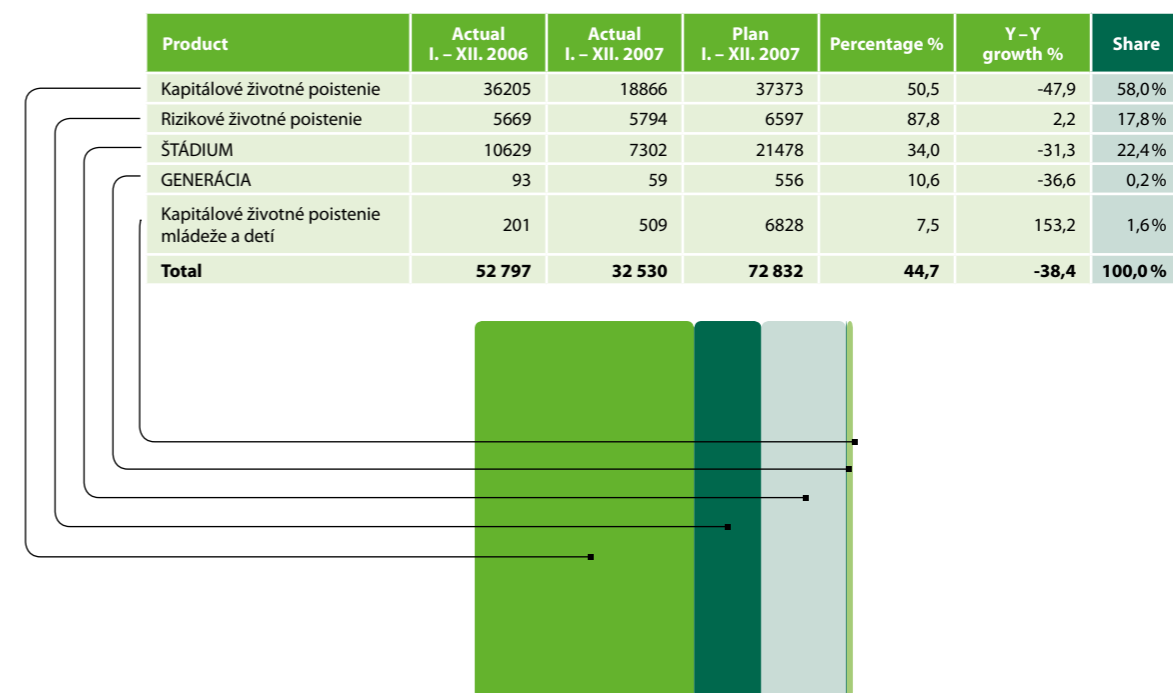 Product Actual I. – XII. 2006 Actual I. – XII. 2007 Plan I. – XII. 2007 Percentage % Y – Y growth % Share
Kapitálové životné poistenie 36205 18866 37373 50,5 -47,9 58,0 %
Rizikové životné poistenie 5669 5794 6597 87,8 2,2 17,8 %
ŠTÁDIUM 10629 7302 21478 34,0 -31,3 22,4 %
GENERÁCIA 93 59 556 10,6 -36,6 0,2 %
Kapitálové životné poistenie
mládeže a detí 201 509 6828 7,5 153,2 1,6 %
Total 52 797 32 530 72 832 44,7 -38,4 100,0 %